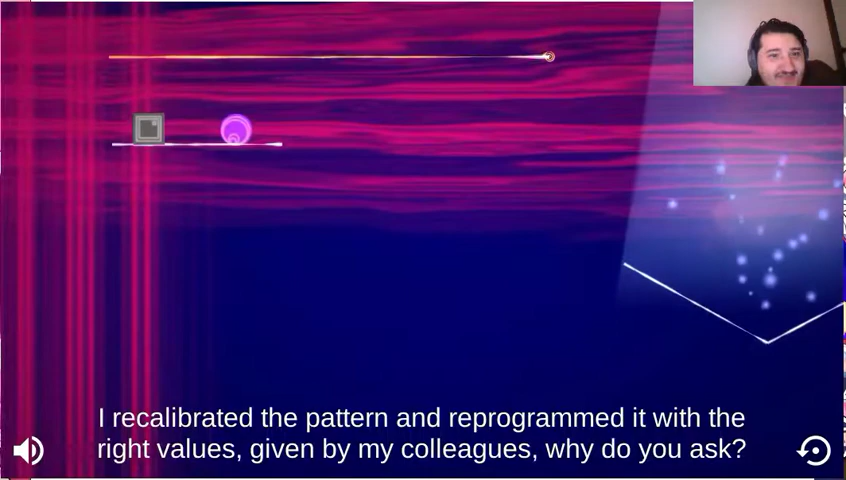 I recalibrated the pattern and reprogrammed it with the
right values, given by my colleagues, why do you ask?